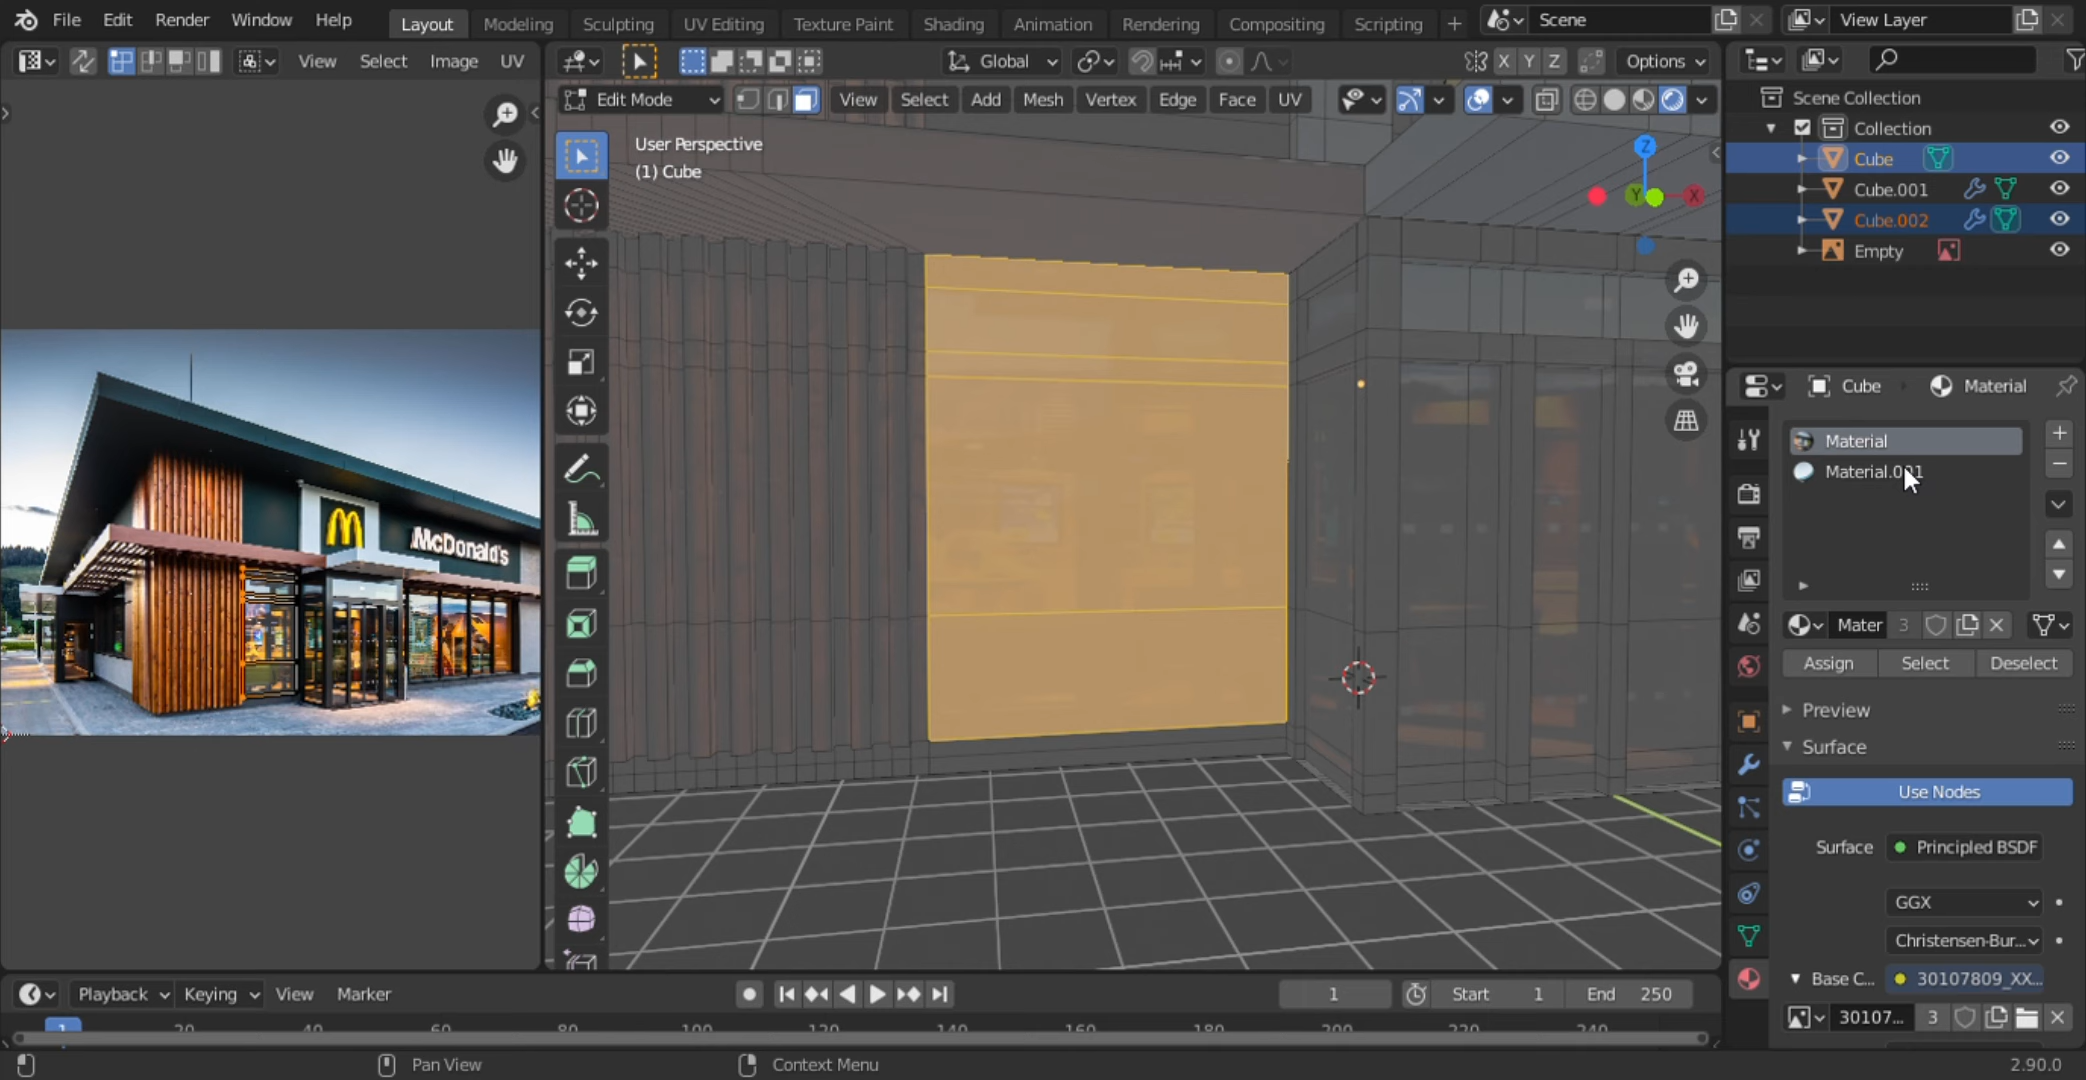 File Edit Render Window Help Layout Modeling Sculpting UV Editing Texture Paint Shading Animation Rendering Compositing Scripting + Scene View Layer
View Select Image UV Global X Y Z Options
Edit Mode View Select Add Mesh Vertex Edge Face UV
User Perspective
(1) Cube
Z
Y
X
McDonald's
Scene Collection
Collection
Cube
Cube.001
Cube.002
Empty
Cube Material
Material
Material.001
Mater 3
Assign Select Deselect
Preview
Surface
Use Nodes
Surface Principled BSDF
GGX
Christensen-Bur...
Base C... 30107809_XX...
30107... 3
Playback Keying View Marker 1 Start 1 End 250
1 20 40 60 80 100 120 140 160 180 200 220 240
Pan View Context Menu 2.90.0